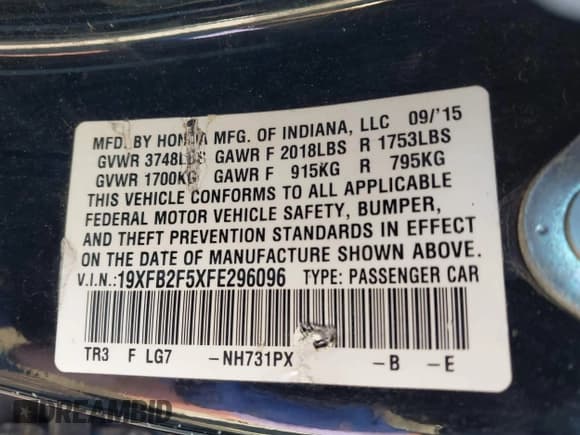 MFD. BY HONDA MFG. OF INDIANA, LLC 09/'15
GVWR 3748LBS GAWR F 2018LBS R 1753LBS
GVWR 1700KG GAWR F 915KG R 795KG
THIS VEHICLE CONFORMS TO ALL APPLICABLE
FEDERAL MOTOR VEHICLE SAFETY, BUMPER,
AND THEFT PREVENTION STANDARDS IN EFFECT
ON THE DATE OF MANUFACTURE SHOWN ABOVE.
V.I.N.:19XFB2F5XFE296096 TYPE: PASSENGER CAR
TR3 F LG7 -NH731PX -B -E
DREAMBID